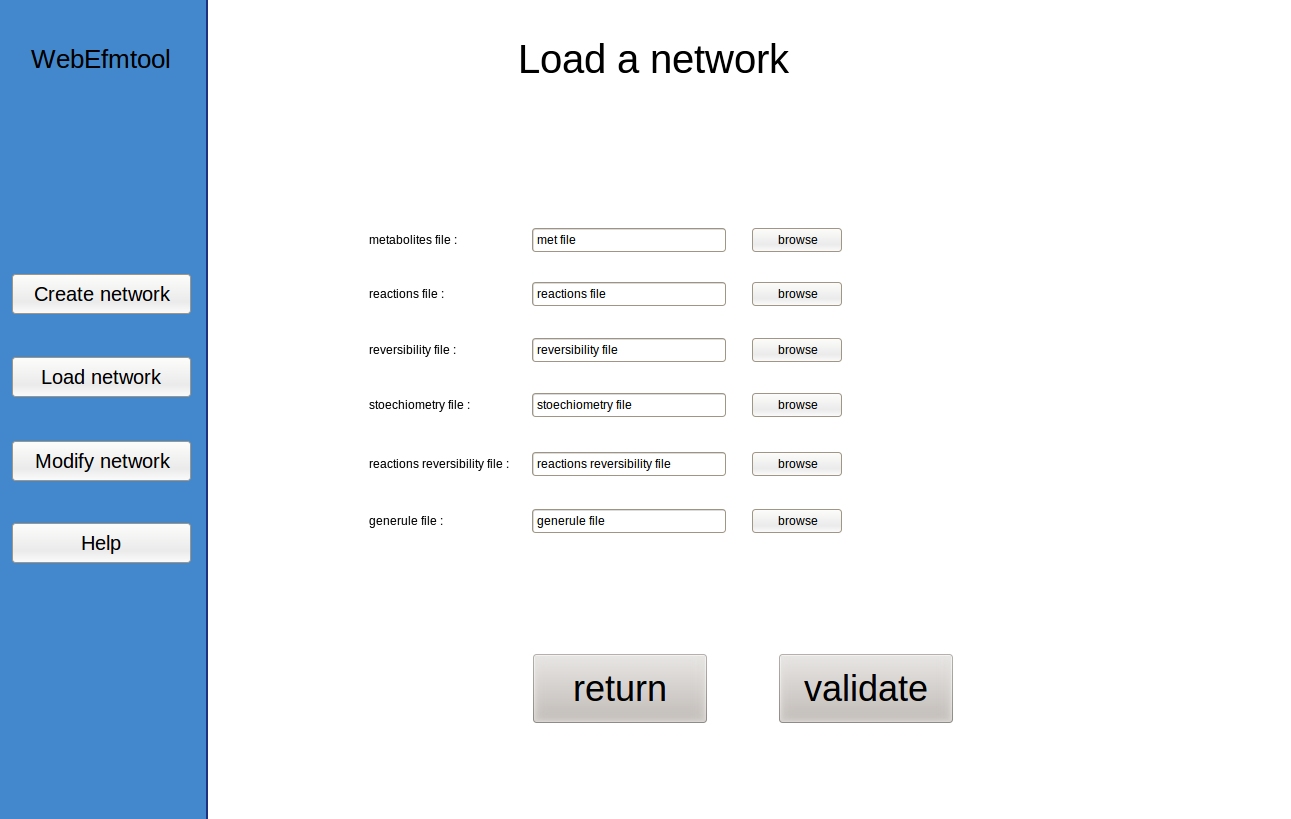 WebEfmtool
Load a network
metabolites file : met file browse
Create network
reactions file : reactions file browse
reversibility file : reversibility file browse
Load network
stoechiometry file : stoechiometry file browse
Modify network
reactions reversibility file : reactions reversibility file browse
generule file : generule file browse
Help
return validate